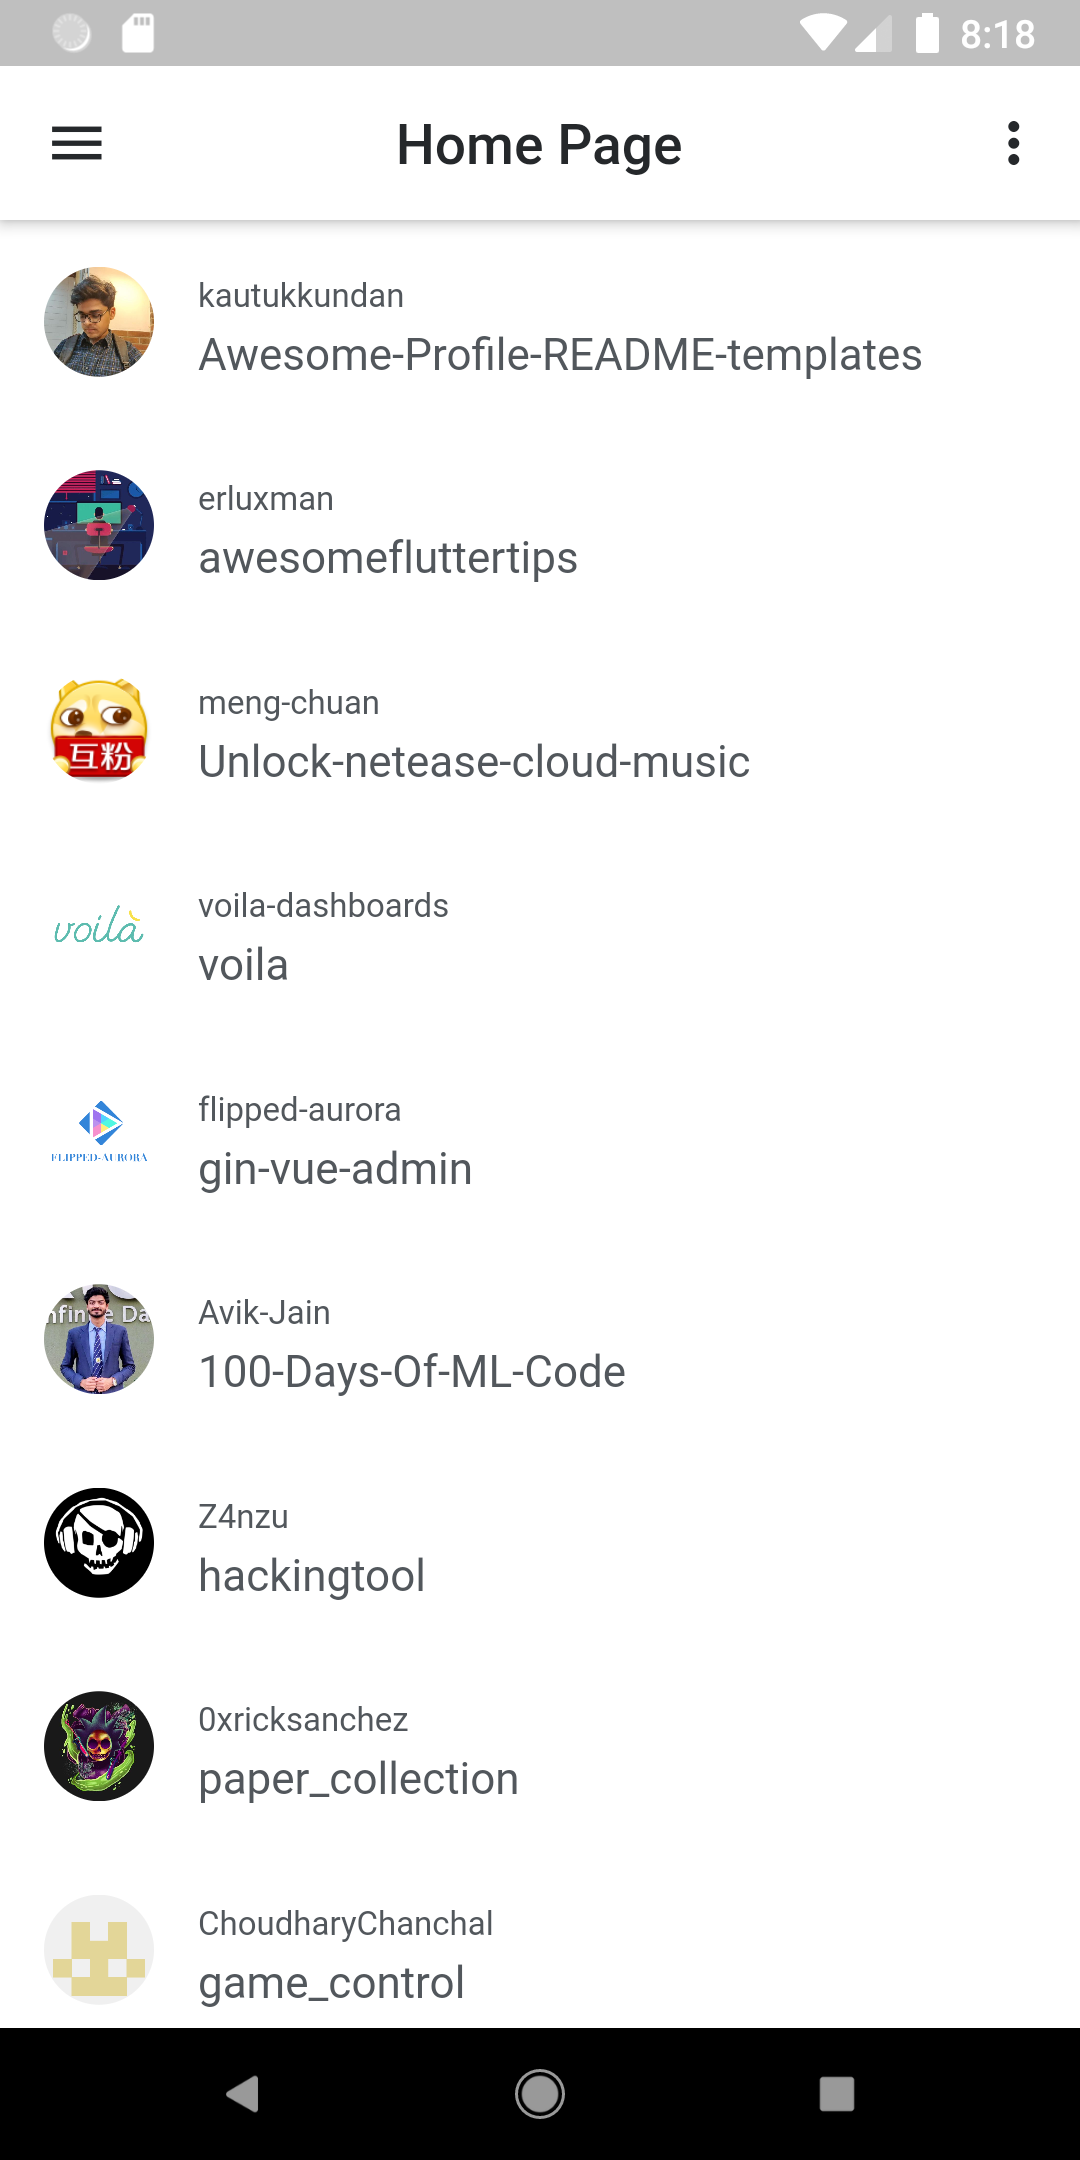 8:18
Home Page
kautukkundan
Awesome-Profile-README-templates
erluxman
awesomefluttertips
互粉
meng-chuan
Unlock-netease-cloud-music
voilà
voila-dashboards
voila
FLIPPED-AURORA
flipped-aurora
gin-vue-admin
nfin e Da
Avik-Jain
100-Days-Of-ML-Code
Z4nzu
hackingtool
0xricksanchez
paper_collection
ChoudharyChanchal
game_control